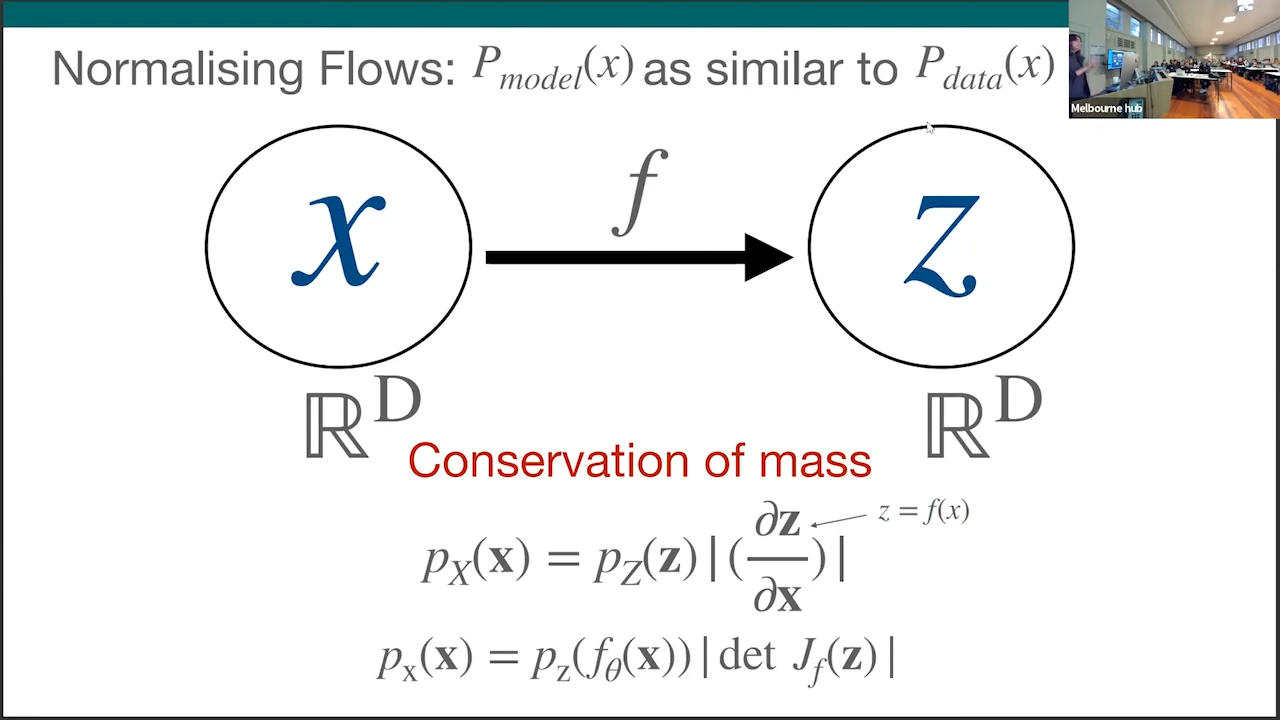 Normalising Flows: P_model(x) as similar to P_data(x)
Melbourne hub
x
f
z
ℝ^D
ℝ^D
Conservation of mass
z = f(x)
p_X(𝐱) = p_Z(𝐳) | (∂𝐳/∂𝐱) |
p_x(𝐱) = p_z(f_θ(𝐱)) | det J_f(𝐳) |